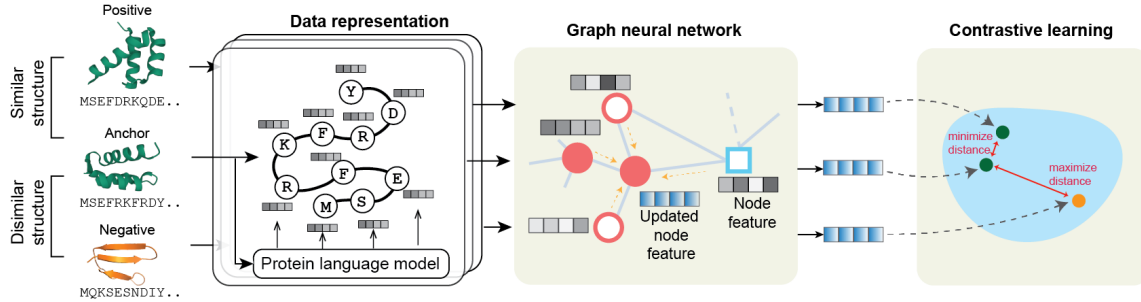 Positive
MSEFDRKQDE..
Similar
structure
Anchor
MSEFRKFRDY..
Disimilar
structure
Negative
MQKSESNDIY..
Data representation
Y
D
R
F
K
R
F
E
S
M
Protein language model
Graph neural network
Updated
node
feature
Node
feature
Contrastive learning
minimize
distance
maximize
distance